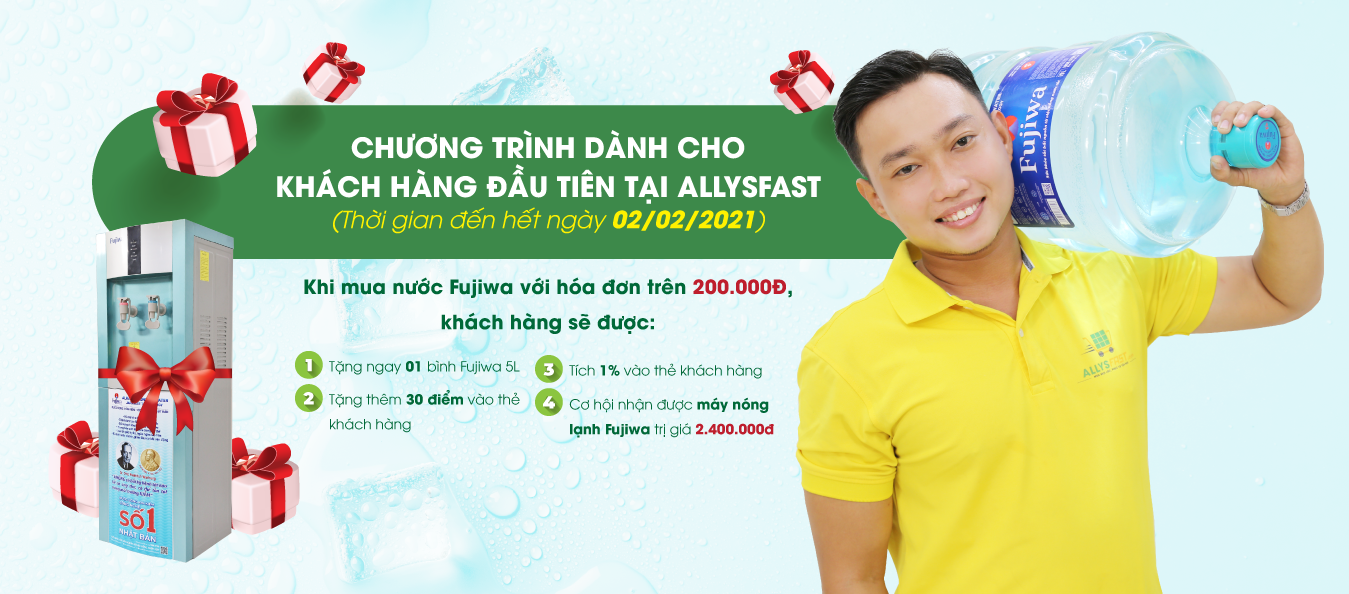 CHƯƠNG TRÌNH DÀNH CHO
KHÁCH HÀNG ĐẦU TIÊN TẠI ALLYSFAST
(Thời gian đến hết ngày 02/02/2021)
Khi mua nước Fujiwa với hóa đơn trên 200.000Đ,
khách hàng sẽ được:
1 Tặng ngay 01 bình Fujiwa 5L
2 Tặng thêm 30 điểm vào thẻ
khách hàng
3 Tích 1% vào thẻ khách hàng
4 Cơ hội nhận được máy nóng
lạnh Fujiwa trị giá 2.400.000đ
Fujiwa
Fujiwa
SỐ 1
NHẬT BẢN
ALLYSFAST